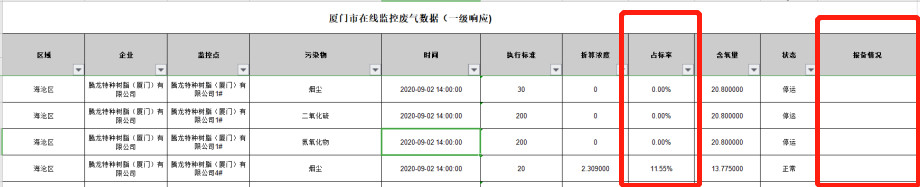 厦门市在线监控废气数据（一级响应)
区域 企业 监控点 污染物 时间 执行标准 折算浓度 占标率 含氧量 状态 报备情况
海沧区 腾龙特种树脂（厦门）有限公司 腾龙特种树脂（厦门）有限公司1# 烟尘 2020-09-02 14:00:00 30 0 0.00% 20.800000 停运
海沧区 腾龙特种树脂（厦门）有限公司 腾龙特种树脂（厦门）有限公司1# 二氧化硫 2020-09-02 14:00:00 200 0 0.00% 20.800000 停运
海沧区 腾龙特种树脂（厦门）有限公司 腾龙特种树脂（厦门）有限公司1# 氮氧化物 2020-09-02 14:00:00 200 0 0.00% 20.800000 停运
海沧区 腾龙特种树脂（厦门）有限公司 腾龙特种树脂（厦门）有限公司4# 烟尘 2020-09-02 14:00:00 20 2.309000 11.55% 13.775000 正常